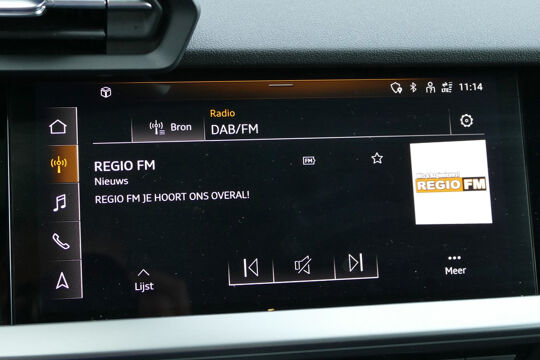 11:14
Radio
Bron
DAB/FM
REGIO FM
FM
Nieuws
REGIO FM JE HOORT ONS OVERAL!
REGIO FM
Lijst
Meer